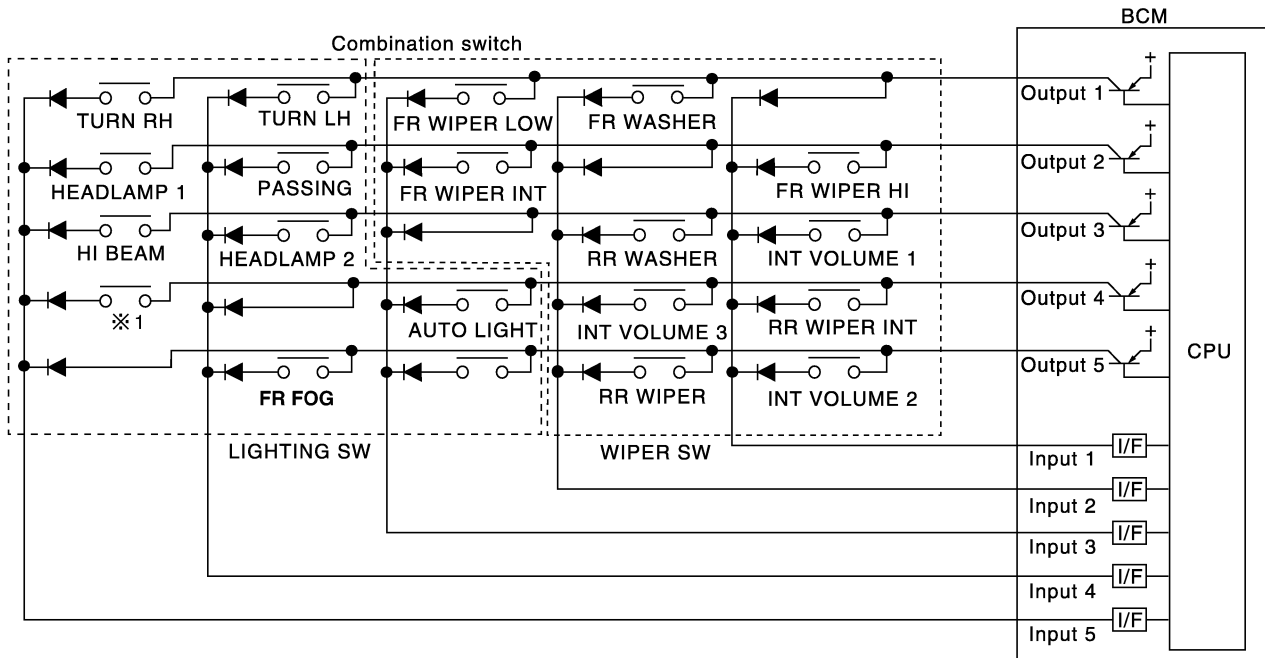 BCM
Combination switch
+
Output 1
TURN RH
TURN LH
FR WIPER LOW
FR WASHER
+
Output 2
HEADLAMP 1
PASSING
FR WIPER INT
FR WIPER HI
+
Output 3
HI BEAM
HEADLAMP 2
RR WASHER
INT VOLUME 1
+
Output 4
※1
AUTO LIGHT
INT VOLUME 3
RR WIPER INT
+
Output 5
CPU
FR FOG
RR WIPER
INT VOLUME 2
LIGHTING SW
WIPER SW
Input 1
I/F
Input 2
I/F
Input 3
I/F
Input 4
I/F
Input 5
I/F